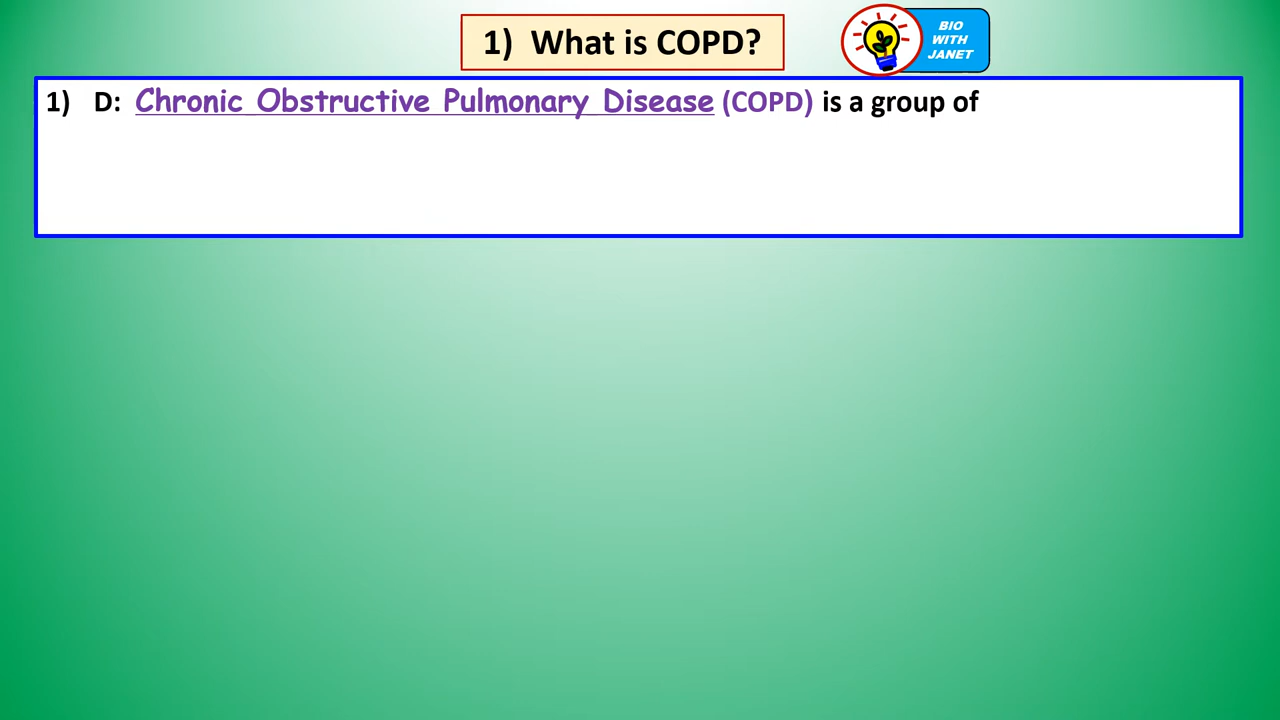 1) What is COPD?
BIO
WITH
JANET
1) D: Chronic Obstructive Pulmonary Disease (COPD) is a group of